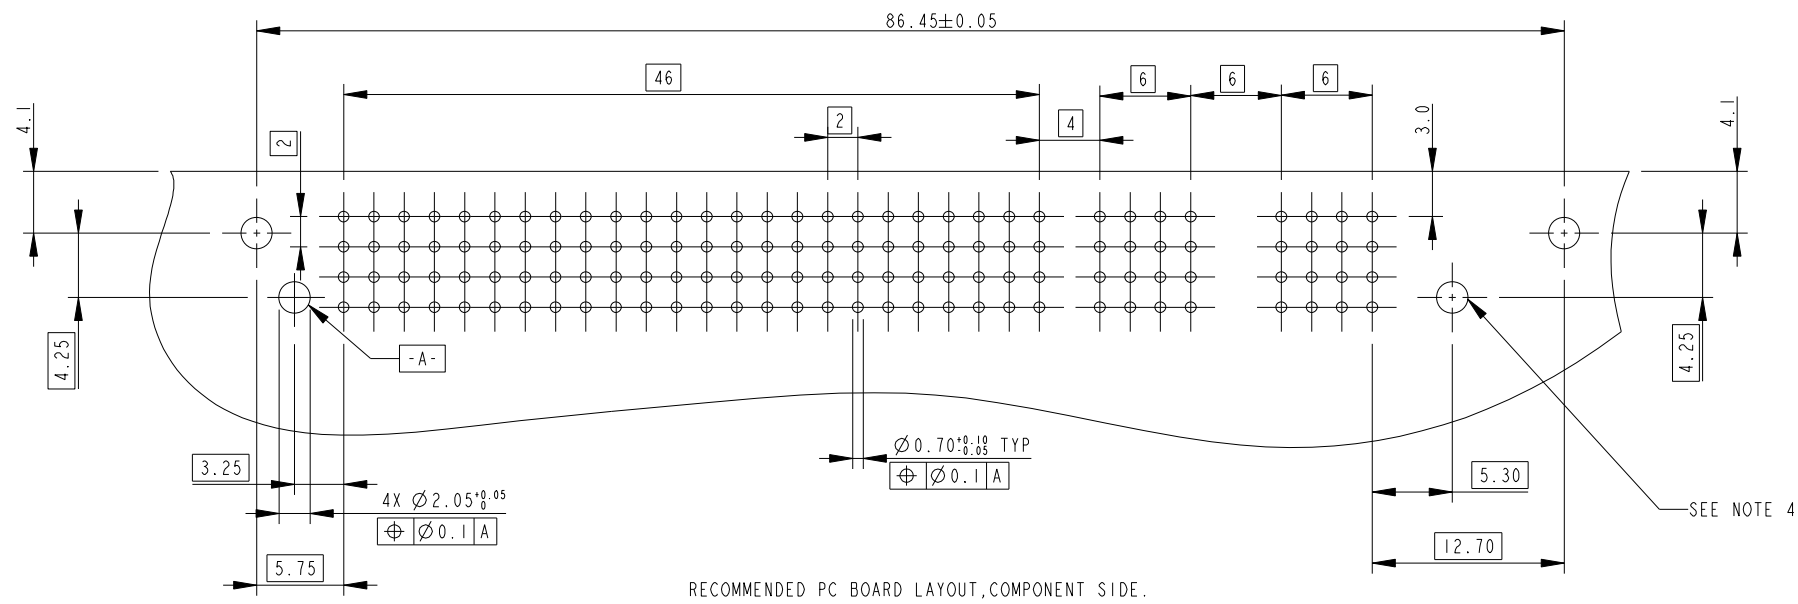 86.45±0.05
46
6
6
6
2
4
4.1
2
3.0
4.1
4.25
-A-
4.25
Ø0.70+0.10 -0.05 TYP
⌖ Ø0.1 A
3.25
4X Ø2.05+0.05 0
⌖ Ø0.1 A
5.30
SEE NOTE 4
12.70
5.75
RECOMMENDED PC BOARD LAYOUT,COMPONENT SIDE.